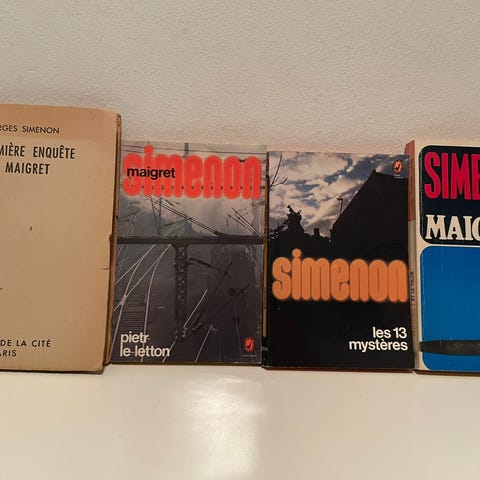 RGES SIMENON
MIÈRE ENQUÊTE
MAIGRET
DE LA CITÉ
ARIS
simenon
maigret
pietr-
le-letton
simenon
les 13
mystères
SIME
MAIG